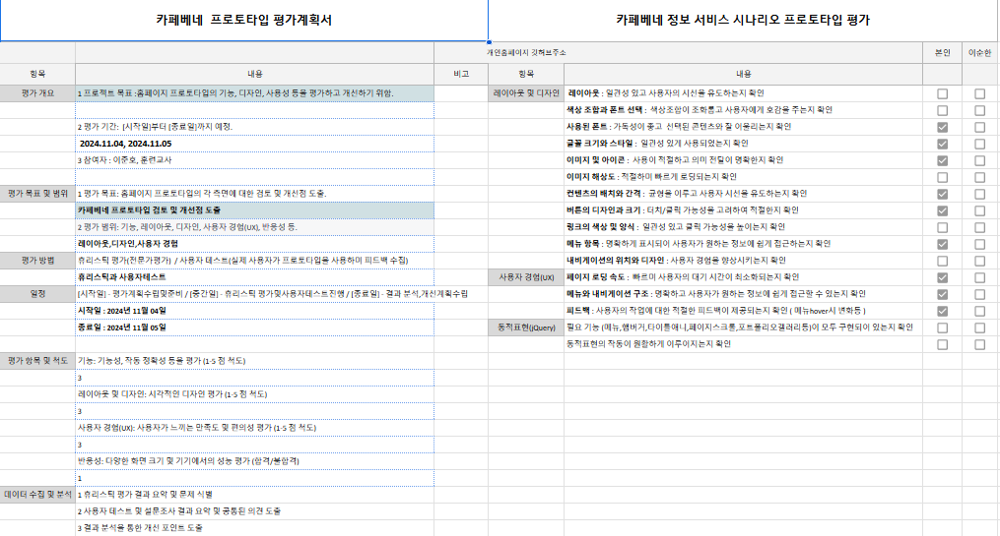 카페베네 프로토타입 평가계획서
항목
내용
비고
평가 개요
1 프로젝트 목표 :홈페이지 프로토타입의 기능, 디자인, 사용성 등을 평가하고 개선하기 위함.
2 평가 기간: [시작일]부터 [종료일]까지 예정.
2024.11.04, 2024.11.05
3 참여자 : 이준호, 훈련교사
평가 목표 및 범위
1 평가 목표: 홈페이지 프로토타입의 각 측면에 대한 검토 및 개선점 도출.
카페베네 프로토타입 검토 및 개선점 도출
2 평가 범위: 기능, 레이아웃, 디자인, 사용자 경험(UX), 반응성 등.
레이아웃,디자인,사용자 경험
평가 방법
휴리스틱 평가(전문가평가) / 사용자 테스트(실제 사용자가 프로토타입을 사용하며 피드백 수집)
휴리스틱과 사용자테스트
일정
[시작일] - 평가계획수립및준비 / [중간일] - 휴리스틱 평가및사용자테스트진행 / [종료일] - 결과 분석,개선계획수립
시작일 : 2024년 11월 04일
종료일 : 2024년 11월 05일
평가 항목 및 척도
기능: 기능성, 작동 정확성 등을 평가 (1-5 점 척도)
3
레이아웃 및 디자인: 시각적인 디자인 평가 (1-5 점 척도)
3
사용자 경험(UX): 사용자가 느끼는 만족도 및 편의성 평가 (1-5 점 척도)
3
반응성: 다양한 화면 크기 및 기기에서의 성능 평가 (합격/불합격)
1
데이터 수집 및 분석
1 휴리스틱 평가 결과 요약 및 문제 식별
2 사용자 테스트 및 설문조사 결과 요약 및 공통된 의견 도출
3 결과 분석을 통한 개선 포인트 도출
카페베네 정보 서비스 시나리오 프로토타입 평가
개인홈페이지 깃허브주소
본인
이순한
항목
내용
레이아웃 및 디자인
레이아웃 : 일관성 있고 사용자의 시선을 유도하는지 확인
색상 조합과 폰트 선택 : 색상조합이 조화롭고 사용자에게 호감을 주는지 확인
사용된 폰트 : 가독성이 좋고 선택된 콘텐츠와 잘 어울리는지 확인
글꼴 크기와 스타일 : 일관성 있게 사용되었는지 확인
이미지 및 아이콘 : 사용이 적절하고 의미 전달이 명확한지 확인
이미지 해상도 : 적절하며 빠르게 로딩되는지 확인
컨텐츠의 배치와 간격 : 균형을 이루고 사용자 시선을 유도하는지 확인
버튼의 디자인과 크기 : 터치/클릭 가능성을 고려하여 적절한지 확인
링크의 색상 및 양식 : 일관성 있고 클릭 가능성을 높이는지 확인
메뉴 항목 : 명확하게 표시되어 사용자가 원하는 정보에 쉽게 접근하는지 확인
내비게이션의 위치와 디자인 : 사용자 경험을 향상시키는지 확인
사용자 경험(UX)
페이지 로딩 속도 : 빠르며 사용자의 대기 시간이 최소화되는지 확인
메뉴와 내비게이션 구조 : 명확하고 사용자가 원하는 정보에 쉽게 접근할 수 있는지 확인
피드백 : 사용자의 작업에 대한 적절한 피드백이 제공되는지 확인 ( 메뉴hover시 변화등 )
동적표현(jQuery)
필요 기능 (메뉴,햄버거,타이틀애니,페이지스크롤,포트폴리오갤러리등)이 모두 구현되어 있는지 확인
동적표현의 작동이 원활하게 이루어지는지 확인